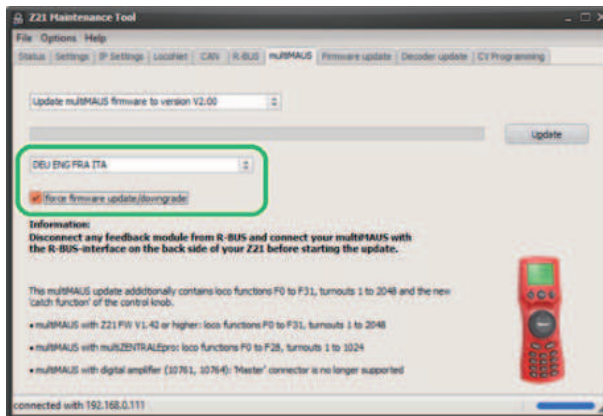 Z21 Maintenance Tool
File Options Help
Status Settings IP Settings LocoNet CAN R-BUS multiMAUS Firmware update Decoder update CV Programming
Update multiMAUS firmware to version V2.00
Update
DEU ENG FRA ITA
force firmware update/downgrade
Information:
Disconnect any feedback module from R-BUS and connect your multiMAUS with
the R-BUS-interface on the back side of your Z21 before starting the update.
This multiMAUS update additionally contains loco functions F0 to F31, turnouts 1 to 2048 and the new
'catch function' of the control knob.
• multiMAUS with Z21 FW V1.42 or higher: loco functions F0 to F31, turnouts 1 to 2048
• multiMAUS with multiZENTRALEpro: loco functions F0 to F28, turnouts 1 to 1024
• multiMAUS with digital amplifier (10761, 10764): 'Master' connector is no longer supported
connected with 192.168.0.111